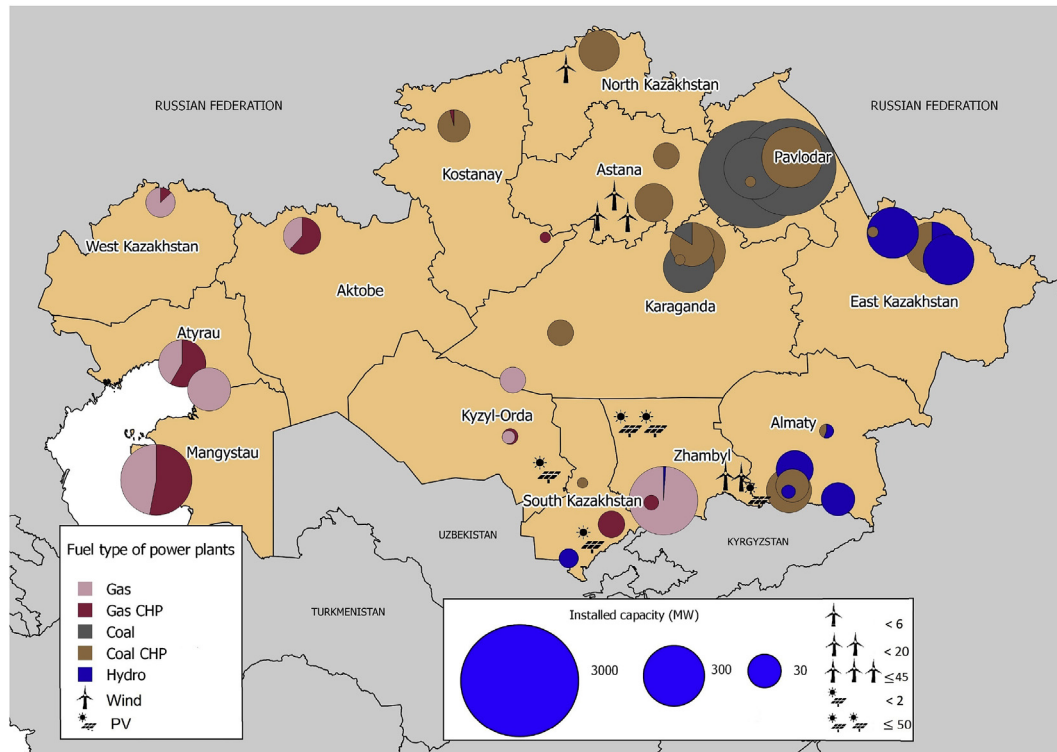 RUSSIAN FEDERATION
North Kazakhstan
RUSSIAN FEDERATION
Kostanay
Astana
Pavlodar
West Kazakhstan
Aktobe
Karaganda
East Kazakhstan
Atyrau
Kyzyl-Orda
Almaty
Mangystau
Zhambyl
South Kazakhstan
UZBEKISTAN
KYRGYZSTAN
TURKMENISTAN
Fuel type of power plants
Gas
Gas CHP
Coal
Coal CHP
Hydro
Wind
PV
Installed capacity (MW)
3000
300
30
< 6
< 20
≤45
< 2
≤ 50